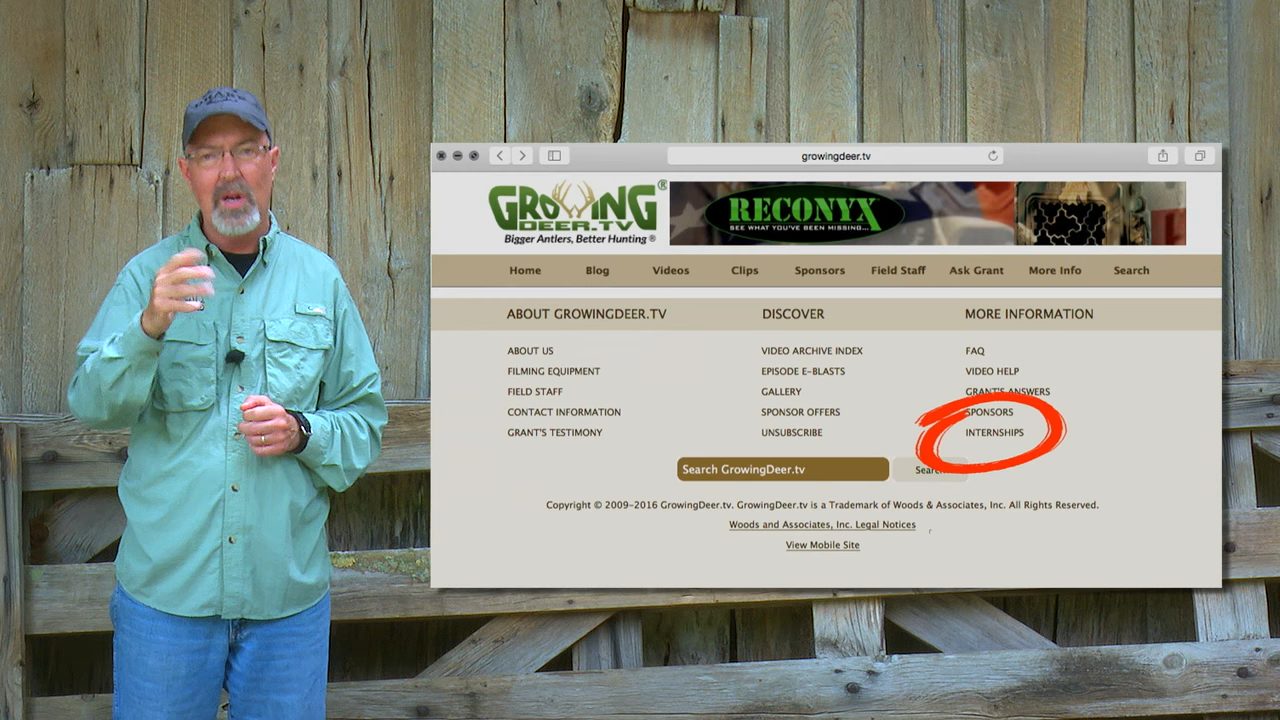 growingdeer.tv
GROWING®
DEER.TV
Bigger Antlers, Better Hunting®
RECONYX
SEE WHAT YOU'VE BEEN MISSING...
Home Blog Videos Clips Sponsors Field Staff Ask Grant More Info Search
ABOUT GROWINGDEER.TV DISCOVER MORE INFORMATION
ABOUT US VIDEO ARCHIVE INDEX FAQ
FILMING EQUIPMENT EPISODE E-BLASTS VIDEO HELP
FIELD STAFF GALLERY GRANT'S ANSWERS
CONTACT INFORMATION SPONSOR OFFERS SPONSORS
GRANT'S TESTIMONY UNSUBSCRIBE INTERNSHIPS
Search GrowingDeer.tv Search
Copyright © 2009-2016 GrowingDeer.tv. GrowingDeer.tv is a Trademark of Woods & Associates, Inc. All Rights Reserved.
Woods and Associates, Inc. Legal Notices
View Mobile Site